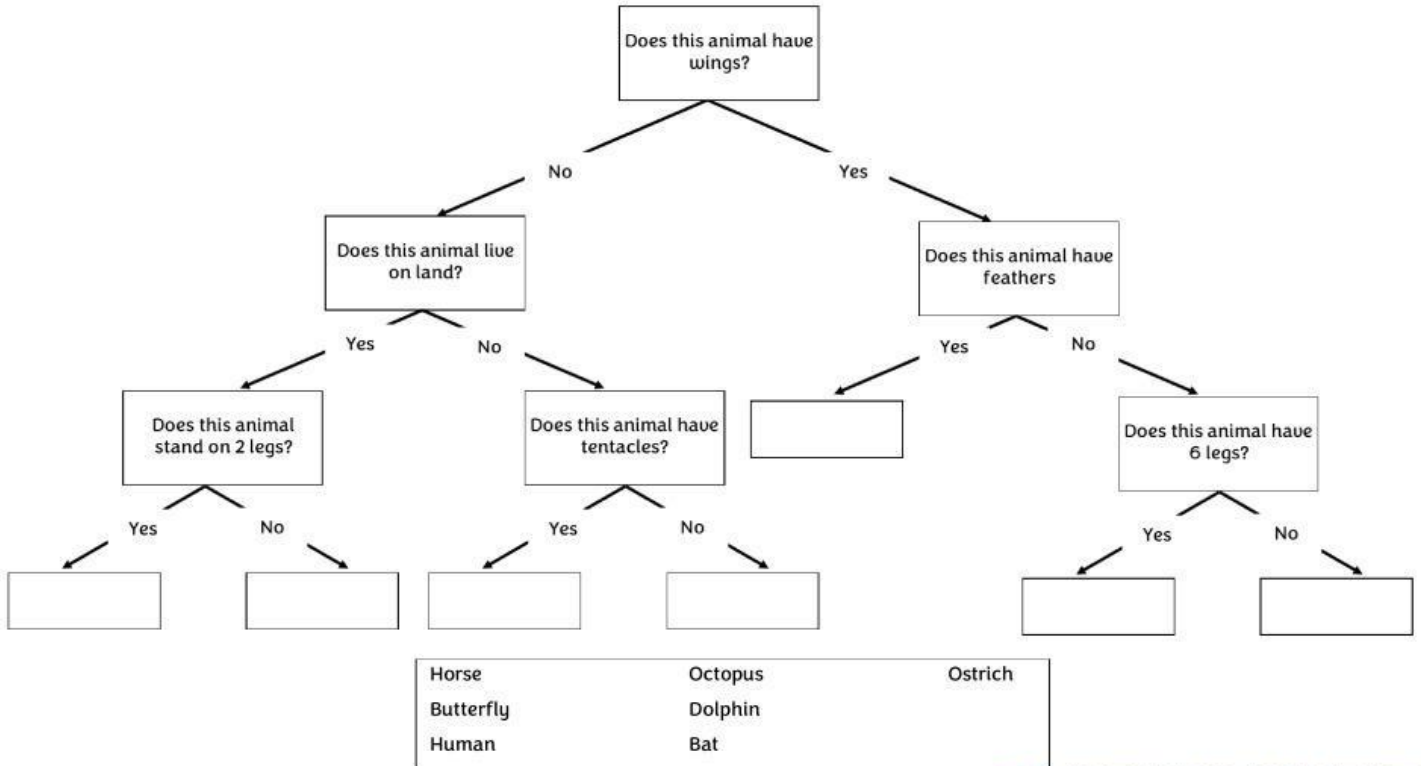 Does this animal have
wings?
No
Yes
Does this animal live
on land?
Does this animal have
feathers
Yes
No
Yes
No
Does this animal
stand on 2 legs?
Does this animal have
tentacles?
Does this animal have
6 legs?
Yes
No
Yes
No
Yes
No
Horse
Octopus
Ostrich
Butterfly
Dolphin
Human
Bat